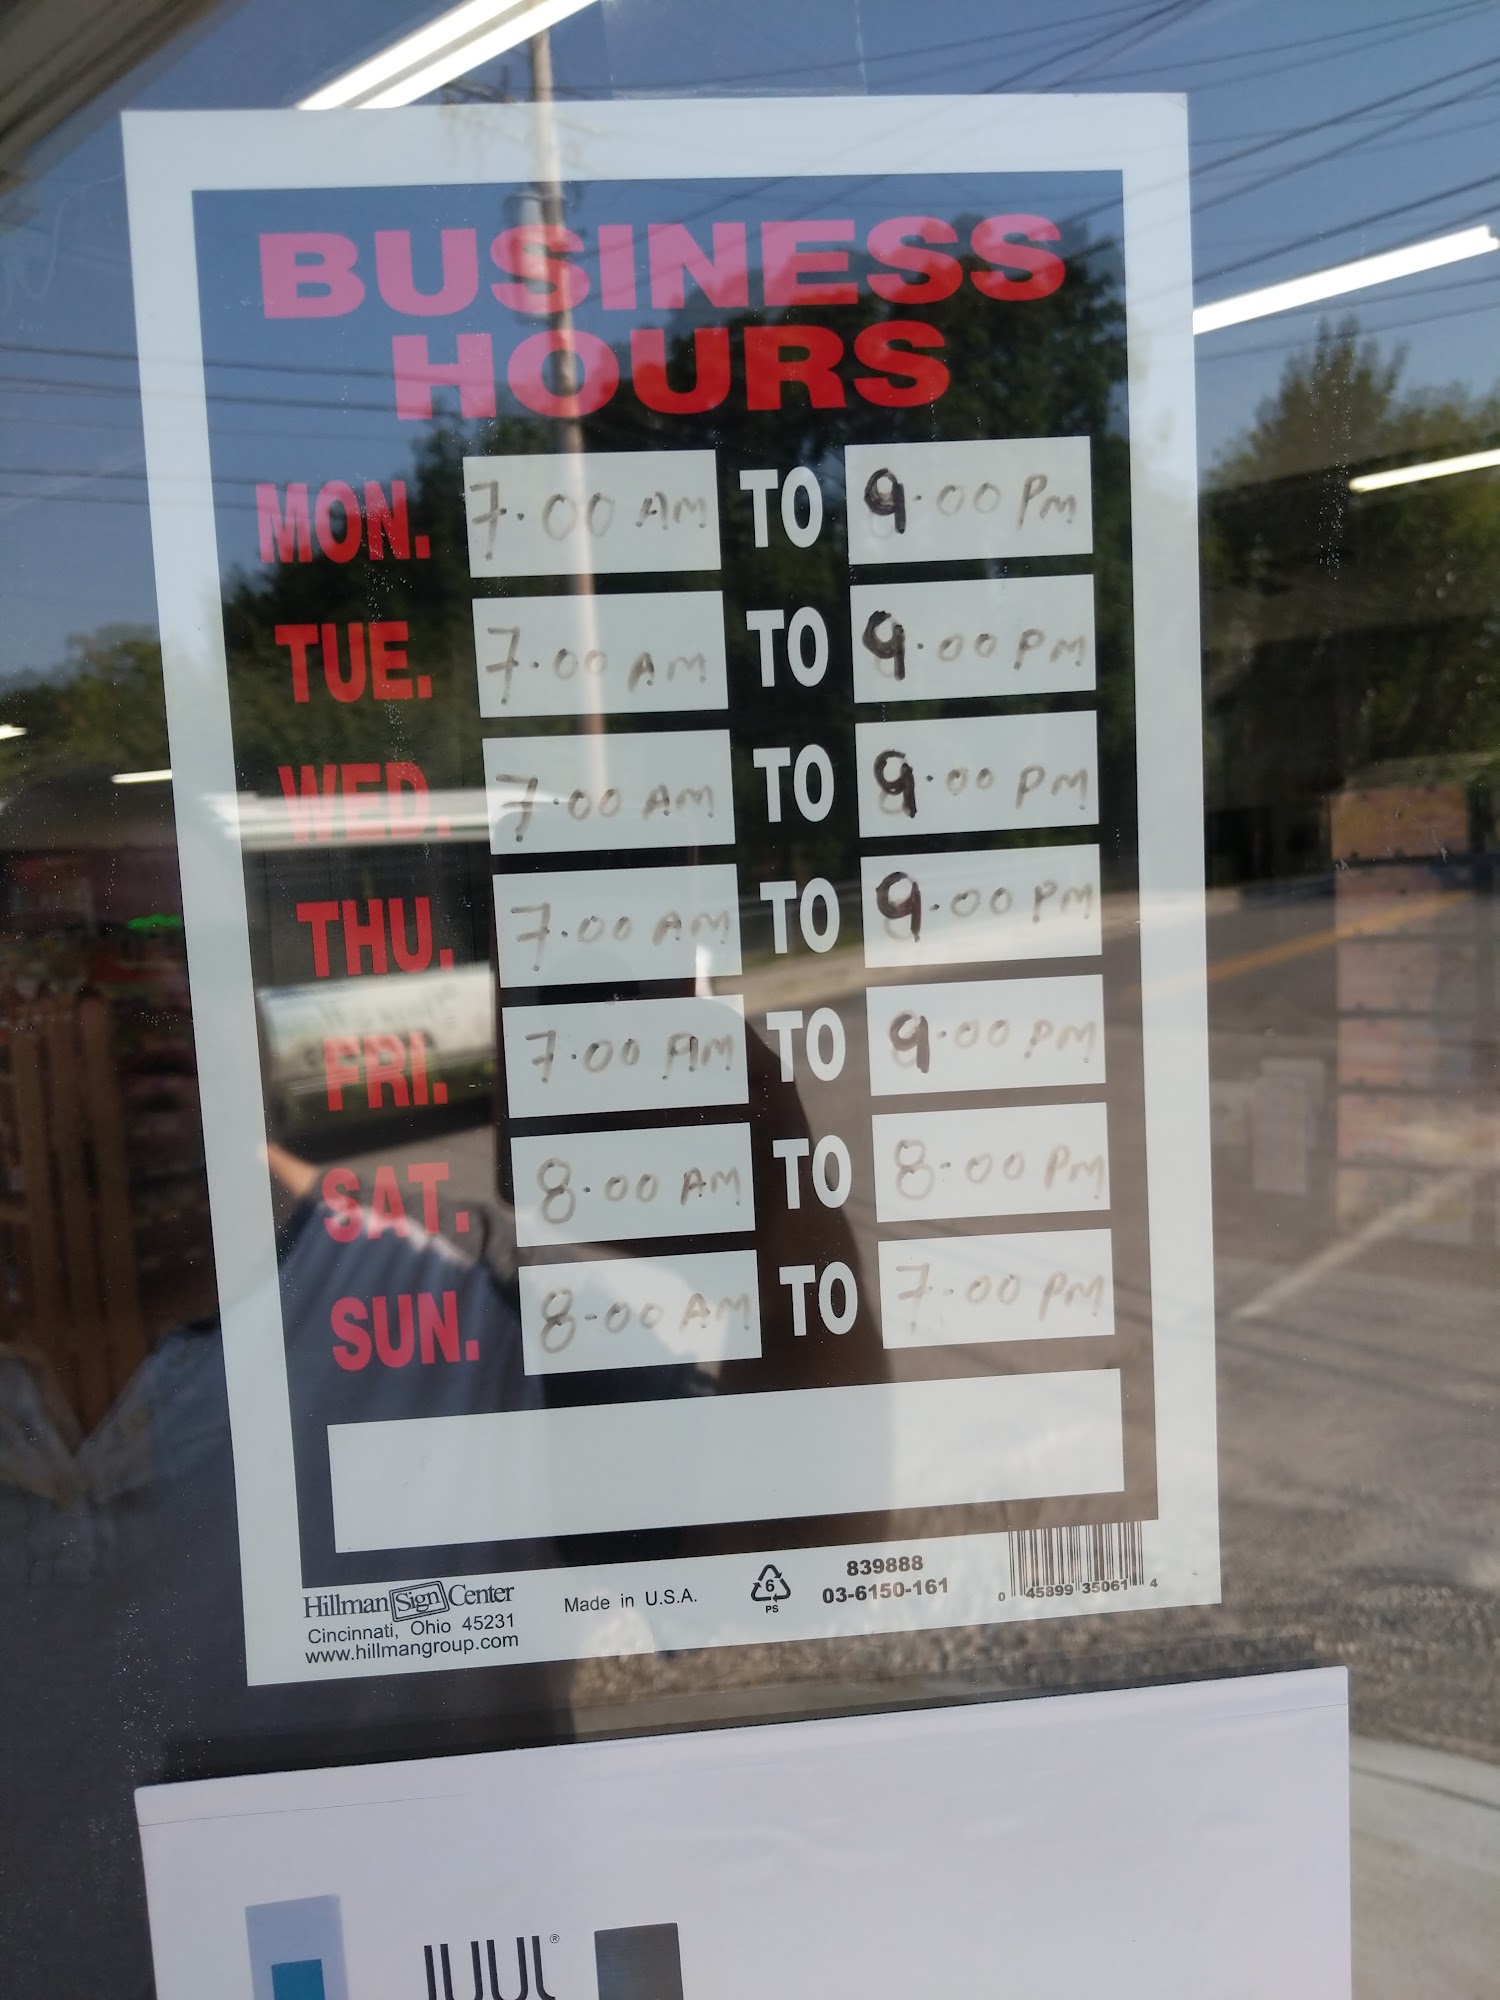 BUSINESS
HOURS
MON. 7.00 AM TO 9.00 PM
TUE. 7.00 AM TO 9.00 PM
WED. 7.00 AM TO 9.00 PM
THU. 7.00 AM TO 9.00 PM
FRI. 7.00 AM TO 9.00 PM
SAT. 8.00 AM TO 8.00 PM
SUN. 8.00 AM TO 7.00 PM
Hillman Sign Center
Cincinnati, Ohio 45231
www.hillmangroup.com
Made in U.S.A.
6
PS
839888
03-6150-161
0 45899 35061 4
JUUL®